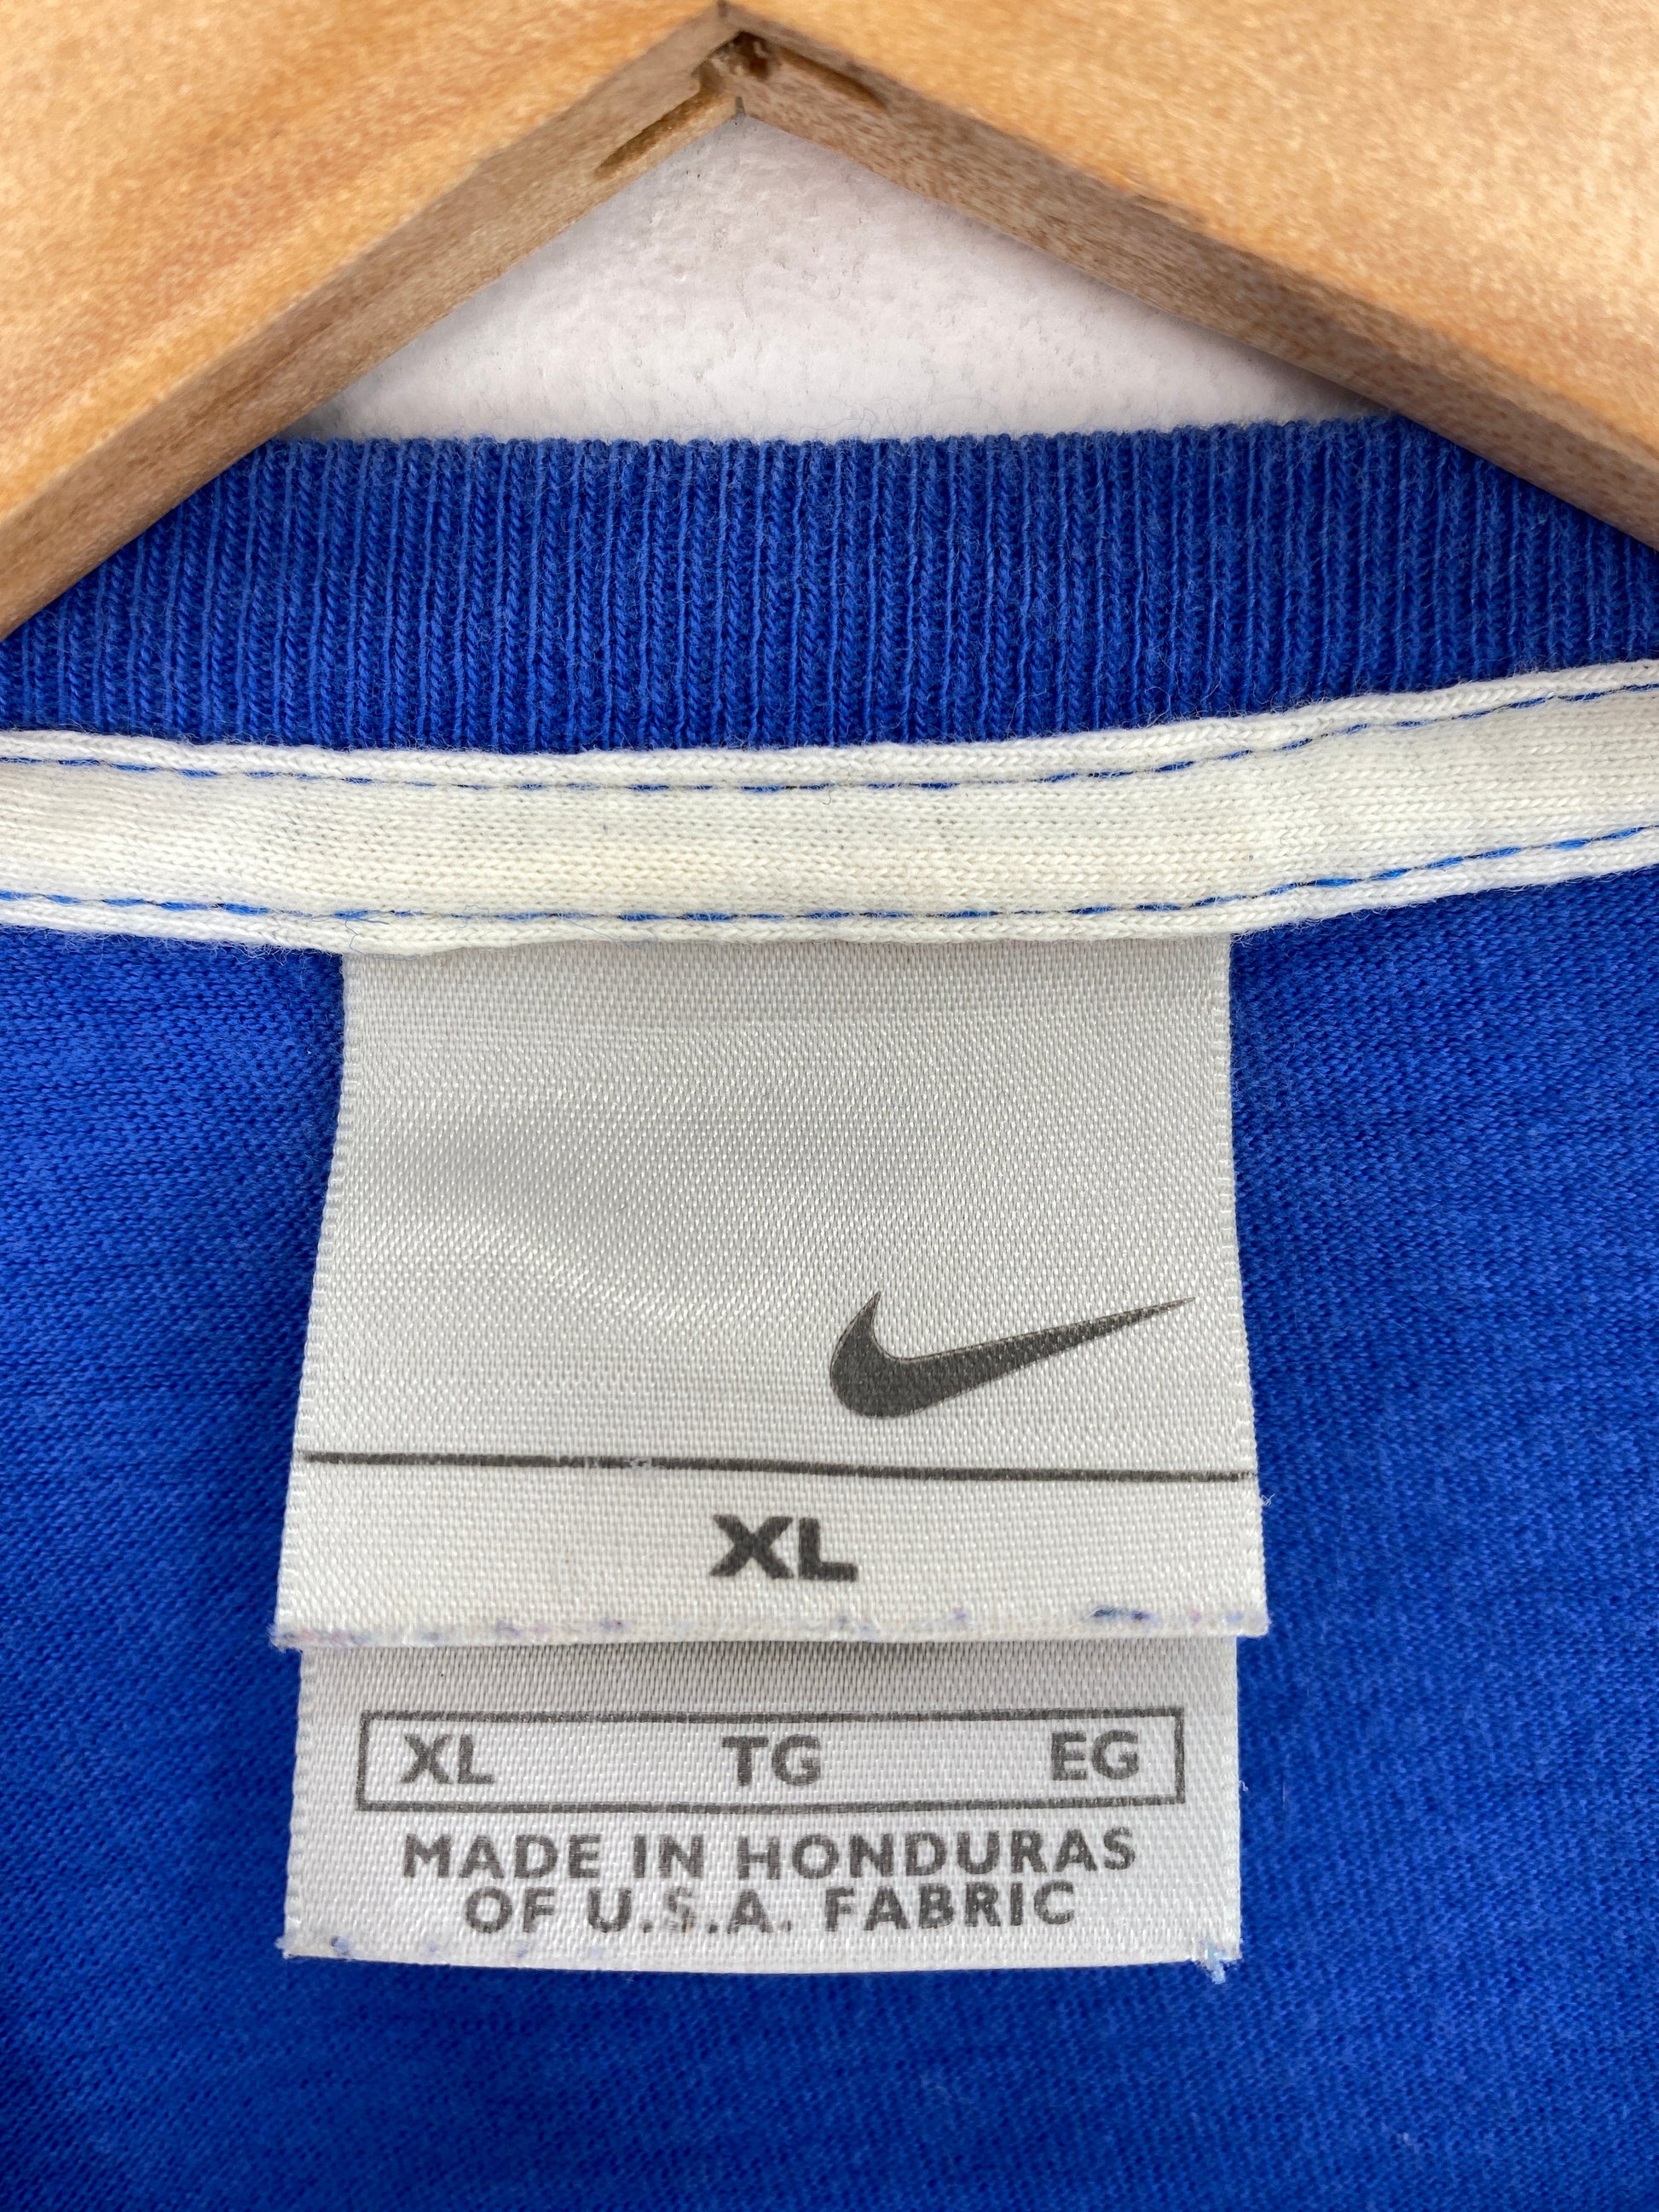 XL
XL TG EG
MADE IN HONDURAS
OF U.S.A. FABRIC